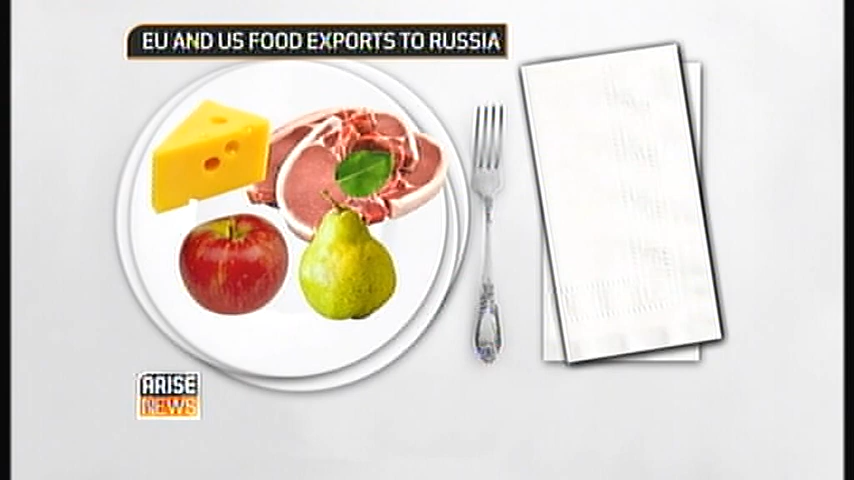 EU AND US FOOD EXPORTS TO RUSSIA
ARISE
NEWS